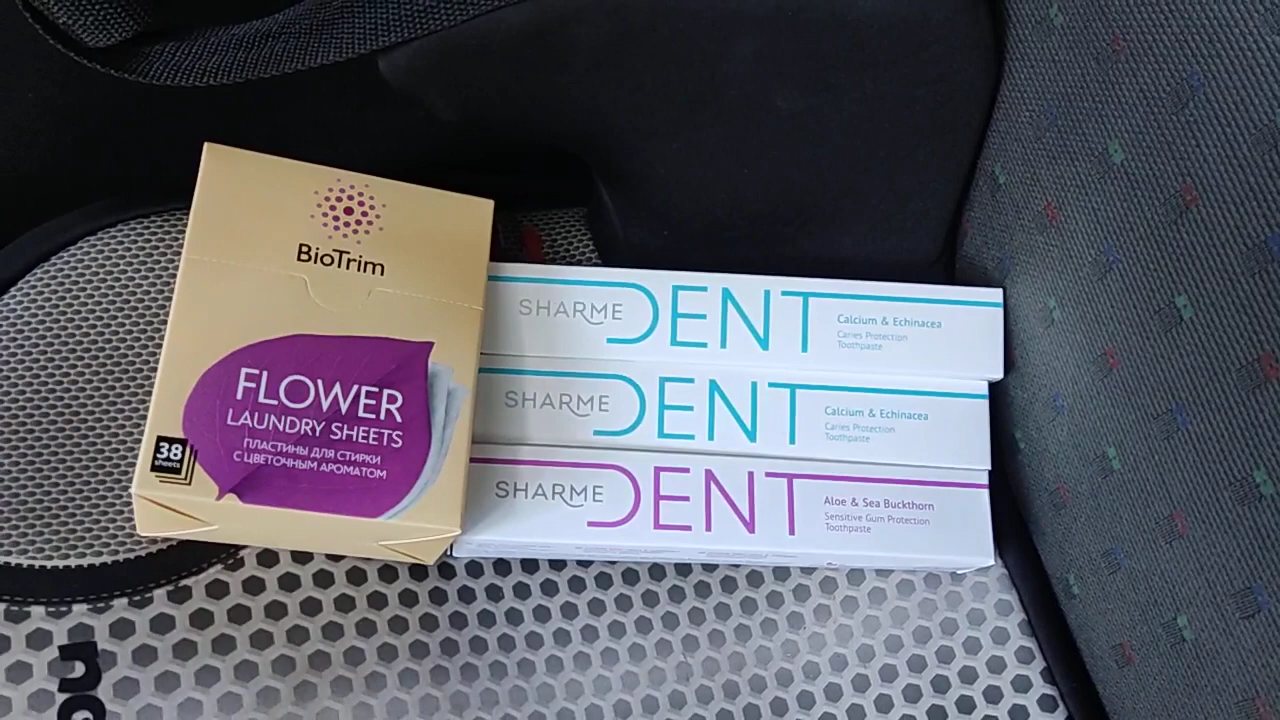 BioTrim
FLOWER
LAUNDRY SHEETS
ПЛАСТИНЫ ДЛЯ СТИРКИ
С ЦВЕТОЧНЫМ АРОМАТОМ
38
sheets
SHARME DENT
Calcium & Echinacea
Caries Protection
Toothpaste
SHARME DENT
Calcium & Echinacea
Caries Protection
Toothpaste
SHARME DENT
Aloe & Sea Buckthorn
Sensitive Gum Protection
Toothpaste